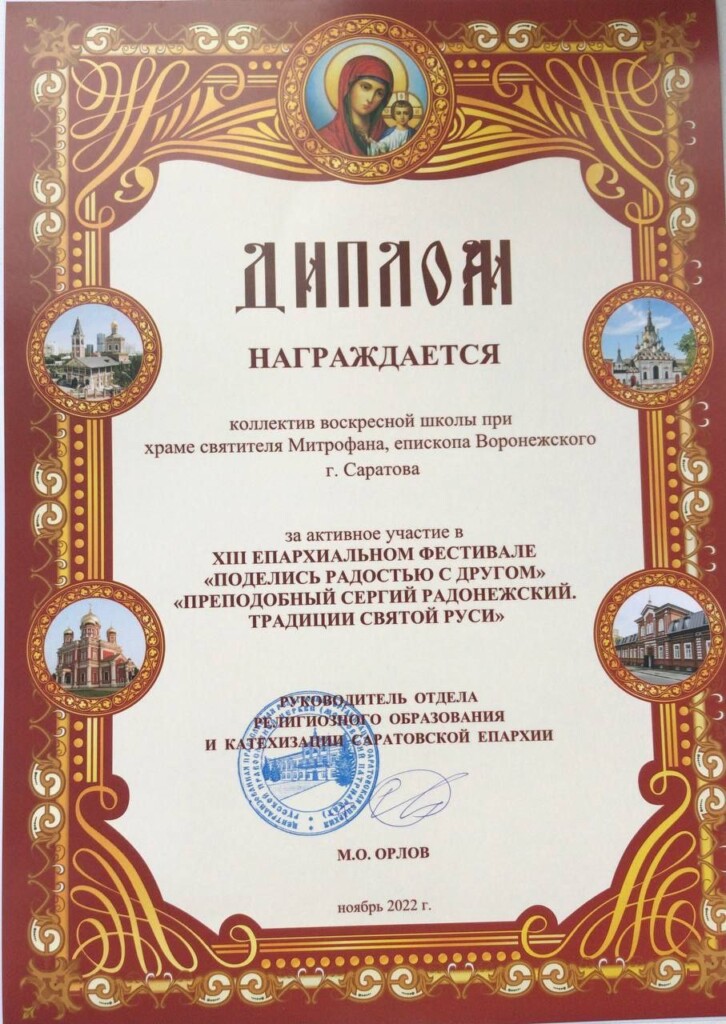 ДИПЛОМ
НАГРАЖДАЕТСЯ
коллектив воскресной школы при
храме святителя Митрофана, епископа Воронежского
г. Саратова
за активное участие в
XIII ЕПАРХИАЛЬНОМ ФЕСТИВАЛЕ
«ПОДЕЛИСЬ РАДОСТЬЮ С ДРУГОМ»
«ПРЕПОДОБНЫЙ СЕРГИЙ РАДОНЕЖСКИЙ.
ТРАДИЦИИ СВЯТОЙ РУСИ»
РУКОВОДИТЕЛЬ ОТДЕЛА
РЕЛИГИОЗНОГО ОБРАЗОВАНИЯ
И КАТЕХИЗАЦИИ САРАТОВСКОЙ ЕПАРХИИ
М.О. ОРЛОВ
ноябрь 2022 г.